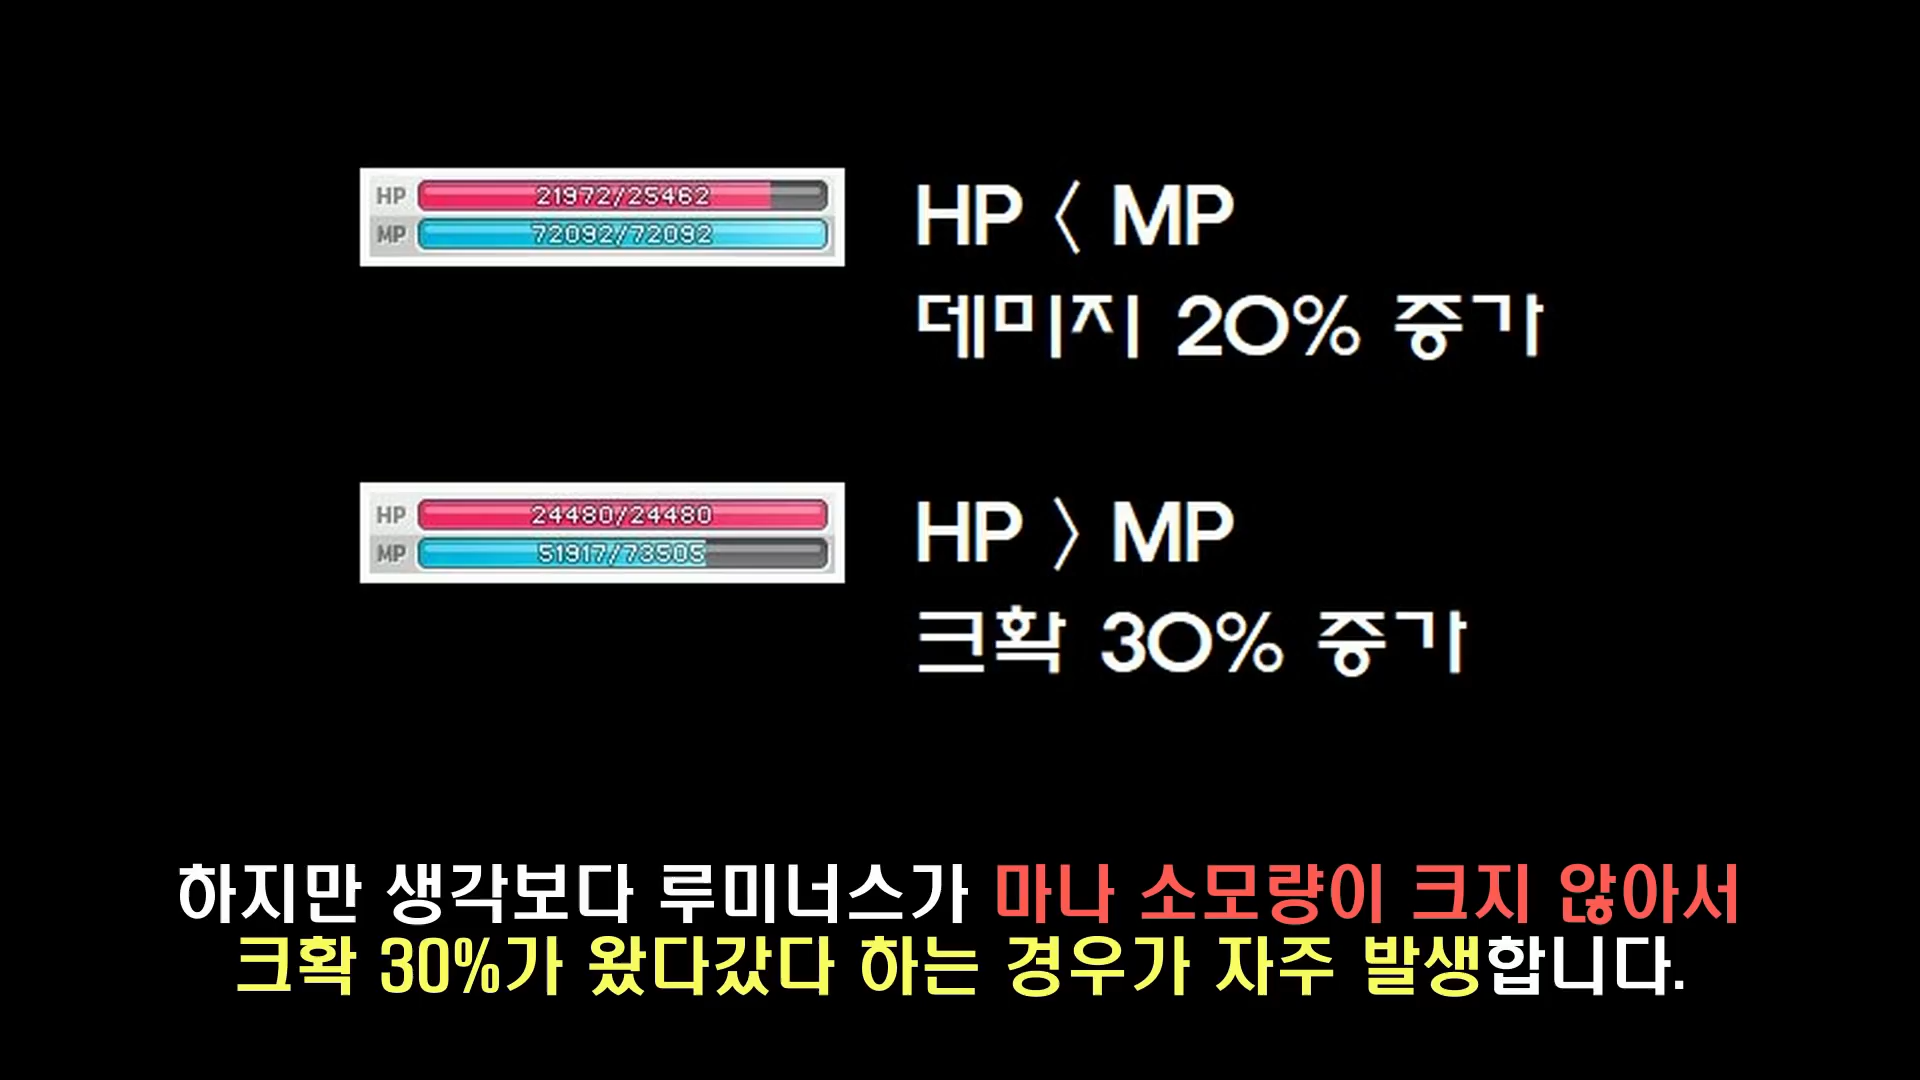 HP 21972/25462
MP 72092/72092
HP < MP
데미지 20% 증가
HP 24480/24480
MP 51917/73505
HP > MP
크확 30% 증가
하지만 생각보다 루미너스가 마나 소모량이 크지 않아서
크확 30%가 왔다갔다 하는 경우가 자주 발생합니다.